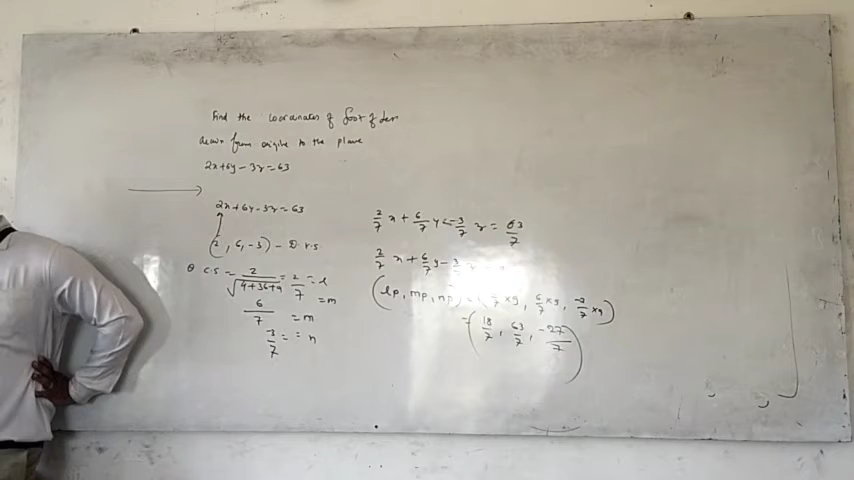 Find the coordinates of foot of der
drawn from origine to the plane
2x+6y-3z=63
2x+6y-3z=63
(2, 6, -3) - D.r.s
D.C.S = 2/√(4+36+9) = 2/7 = l
=m
6/7 =m
-3/7 = = n
2/7 x + 6/7 y -3/7 z = 63/7
2/7 x + 6/7 y - 3/7
(lp, mp, np) = (2/7 ×9, 6/7 ×9, -3/7 ×9)
= (18/7, 63/7, -27/7)